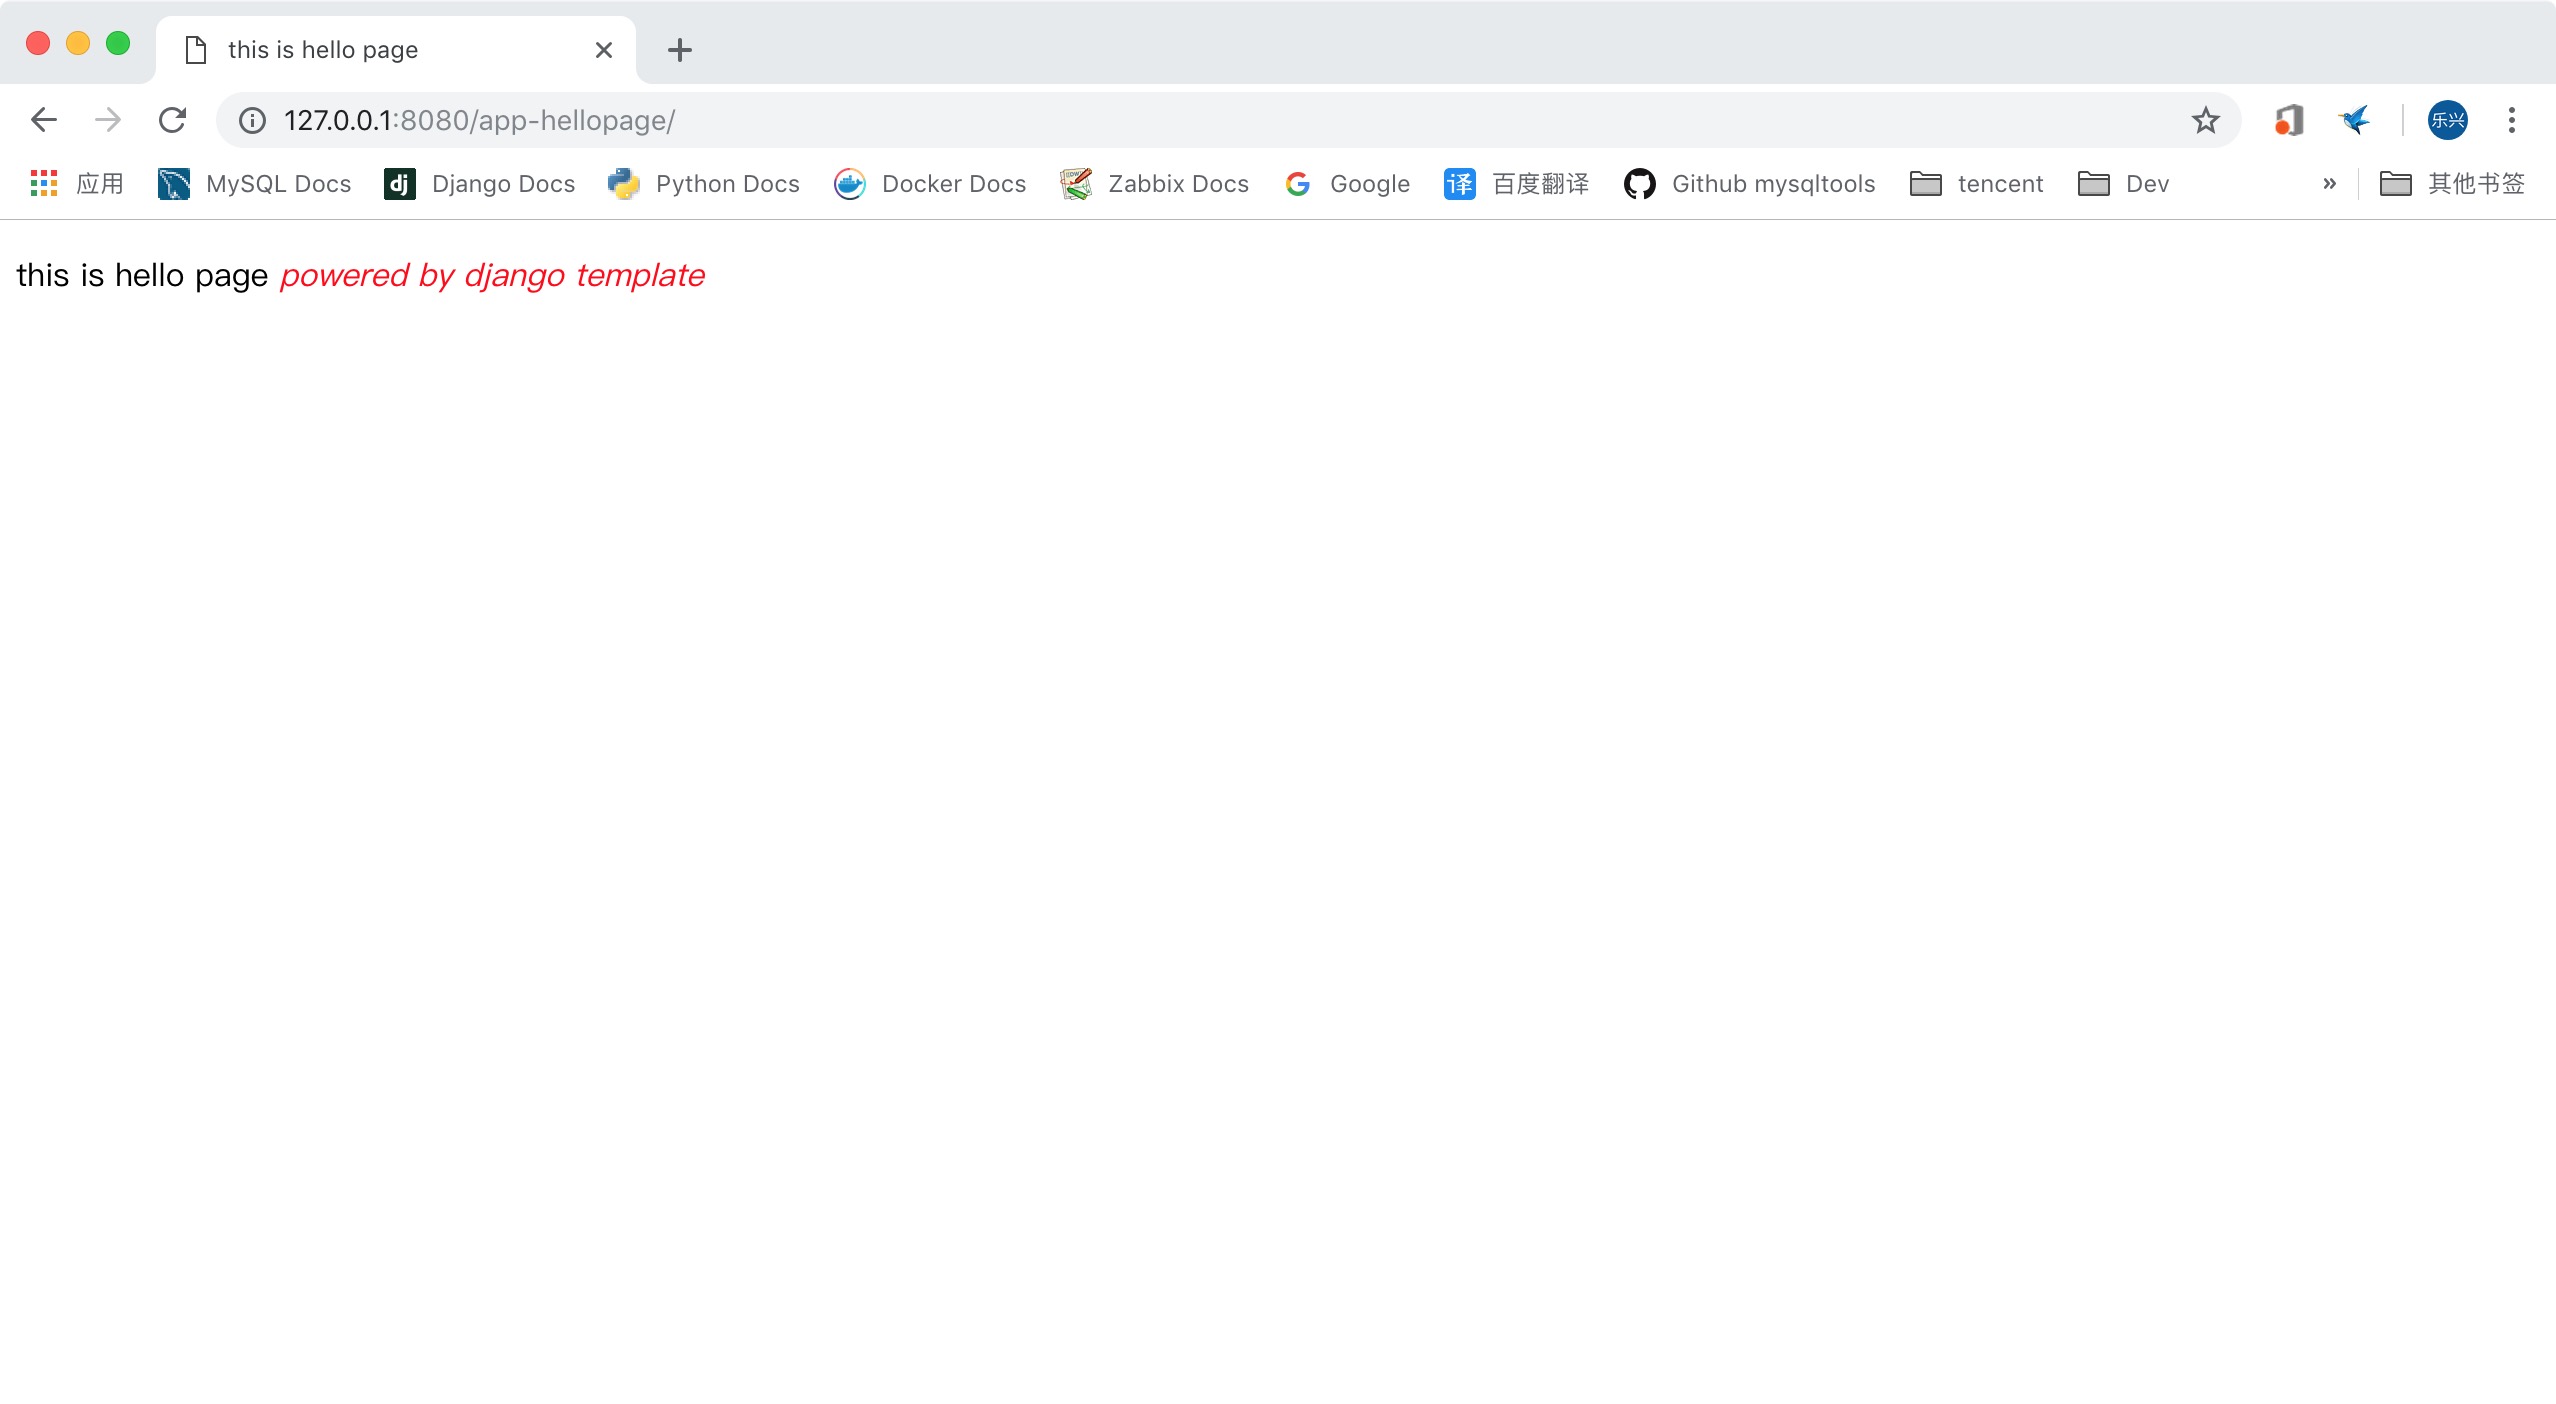 this is hello page
127.0.0.1:8080/app-hellopage/
乐兴
应用 MySQL Docs dj Django Docs Python Docs Docker Docs Zabbix Docs G Google 译 百度翻译 Github mysqltools tencent Dev » 其他书签
this is hello page powered by django template